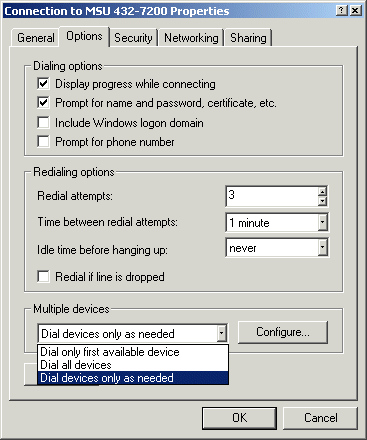 Connection to MSU 432-7200 Properties
General Options Security Networking Sharing
Dialing options
Display progress while connecting
Prompt for name and password, certificate, etc.
Include Windows logon domain
Prompt for phone number
Redialing options
Redial attempts: 3
Time between redial attempts: 1 minute
Idle time before hanging up: never
Redial if line is dropped
Multiple devices
Dial devices only as needed Configure...
Dial only first available device
Dial all devices
Dial devices only as needed
OK Cancel